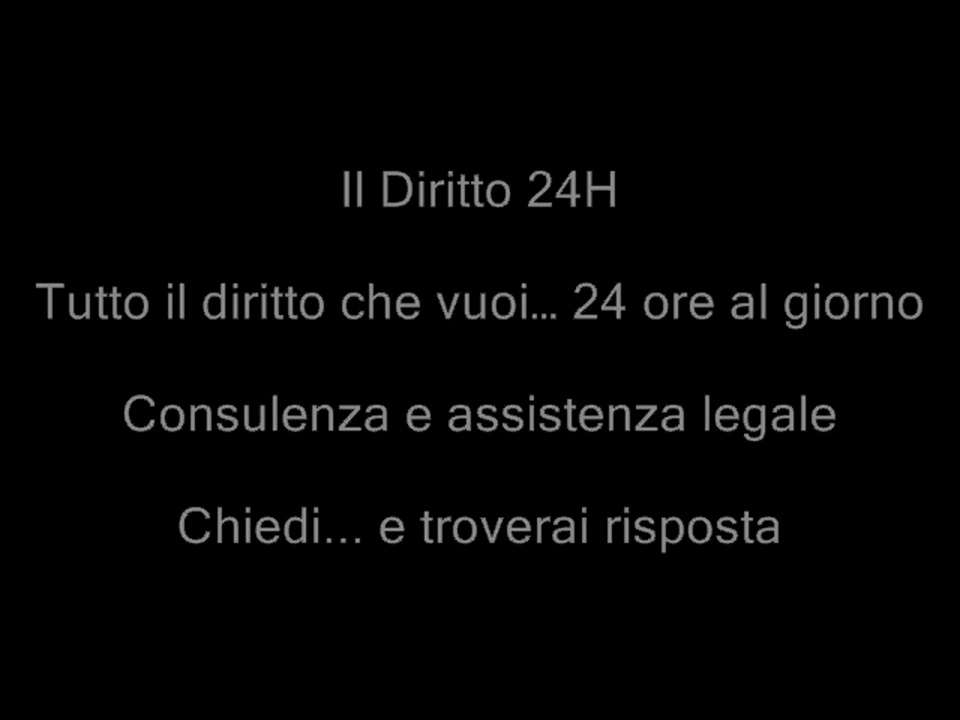 Il Diritto 24H
Tutto il diritto che vuoi… 24 ore al giorno
Consulenza e assistenza legale
Chiedi... e troverai risposta